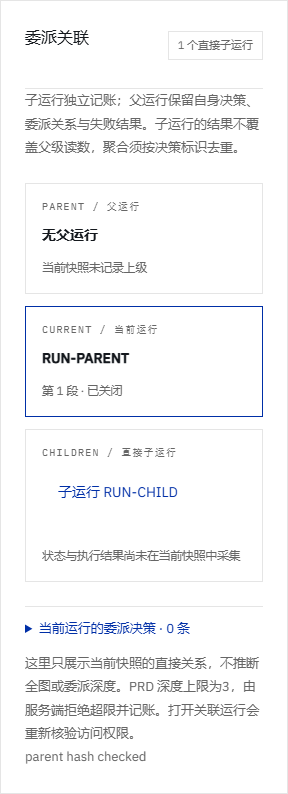 委派关联
1 个直接子运行
子运行独立记账；父运行保留自身决策、
委派关系与失败结果。子运行的结果不覆
盖父级读数，聚合须按决策标识去重。
PARENT / 父运行
无父运行
当前快照未记录上级
CURRENT / 当前运行
RUN-PARENT
第 1 段 · 已关闭
CHILDREN / 直接子运行
子运行 RUN-CHILD
状态与执行结果尚未在当前快照中采集
▶ 当前运行的委派决策 · 0 条
这里只展示当前快照的直接关系，不推断
全图或委派深度。PRD 深度上限为3，由
服务端拒绝超限并记账。打开关联运行会
重新核验访问权限。
parent hash checked